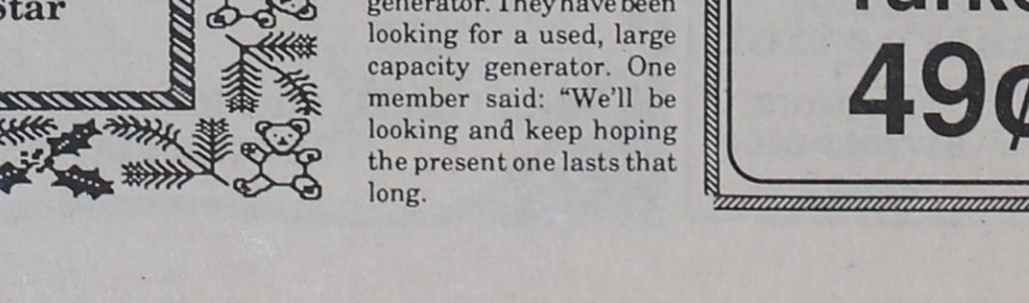 Star
generator. They have been
looking for a used, large
capacity generator. One
member said: “We'll be
looking and keep hoping
the present one lasts that
long.
49¢